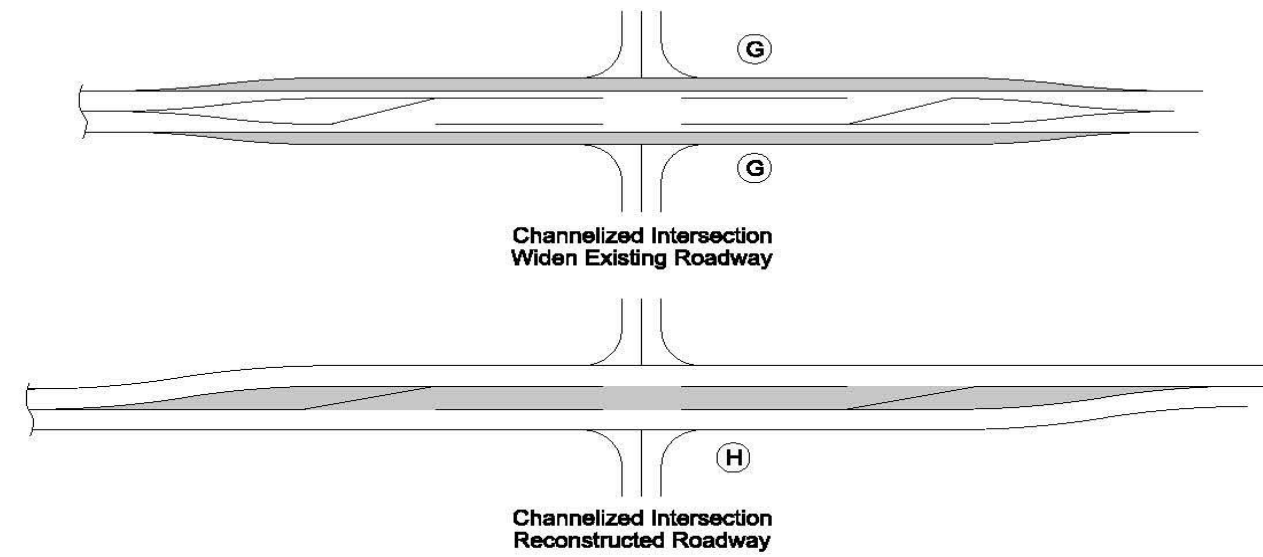 G
G
Channelized Intersection
Widen Existing Roadway
H
Channelized Intersection
Reconstructed Roadway